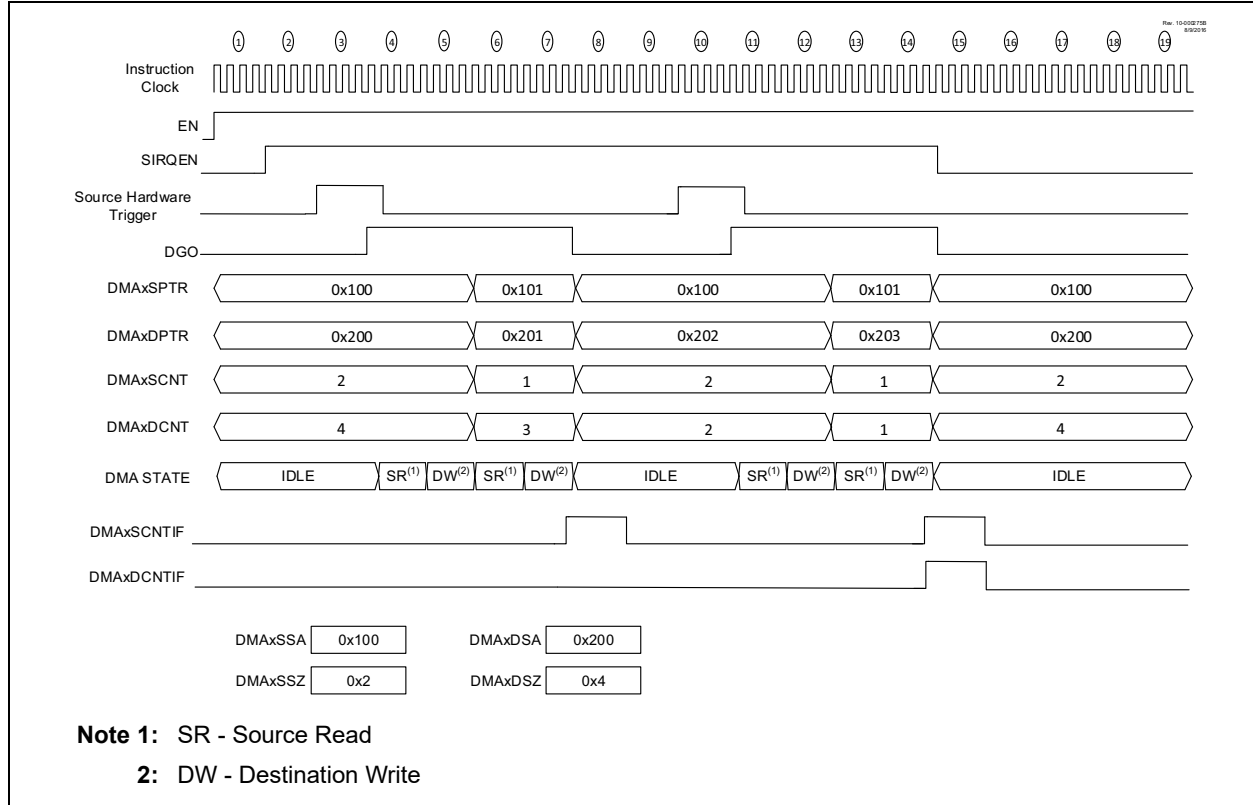 Rev. 10-000275B
8/9/2016
1 2 3 4 5 6 7 8 9 10 11 12 13 14 15 16 17 18 19
Instruction
Clock
EN
SIRQEN
Source Hardware
Trigger
DGO
DMAxSPTR 0x100 0x101 0x100 0x101 0x100
DMAxDPTR 0x200 0x201 0x202 0x203 0x200
DMAxSCNT 2 1 2 1 2
DMAxDCNT 4 3 2 1 4
DMA STATE IDLE SR(1) DW(2) SR(1) DW(2) IDLE SR(1) DW(2) SR(1) DW(2) IDLE
DMAxSCNTIF
DMAxDCNTIF
DMAxSSA 0x100 DMAxDSA 0x200
DMAxSSZ 0x2 DMAxDSZ 0x4
Note 1: SR - Source Read
2: DW - Destination Write